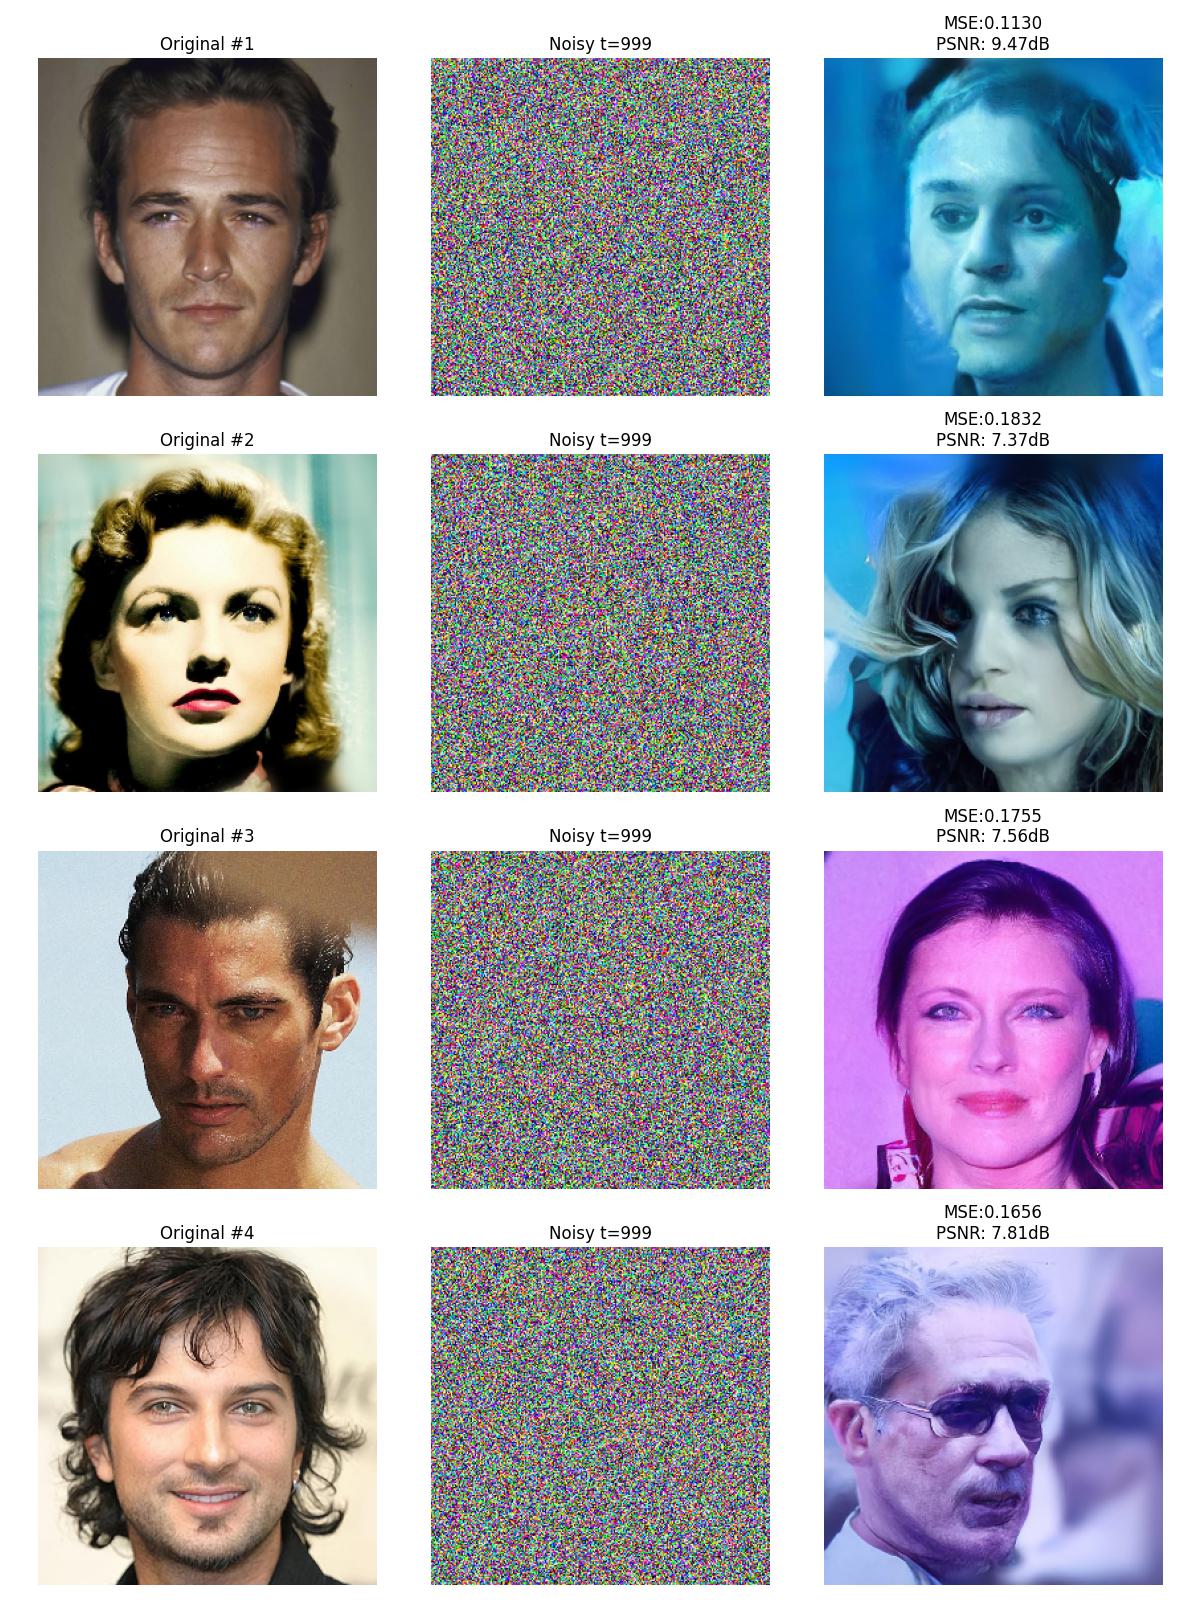 Original #1
Noisy t=999
MSE:0.1130
PSNR: 9.47dB
Original #2
Noisy t=999
MSE:0.1832
PSNR: 7.37dB
Original #3
Noisy t=999
MSE:0.1755
PSNR: 7.56dB
Original #4
Noisy t=999
MSE:0.1656
PSNR: 7.81dB